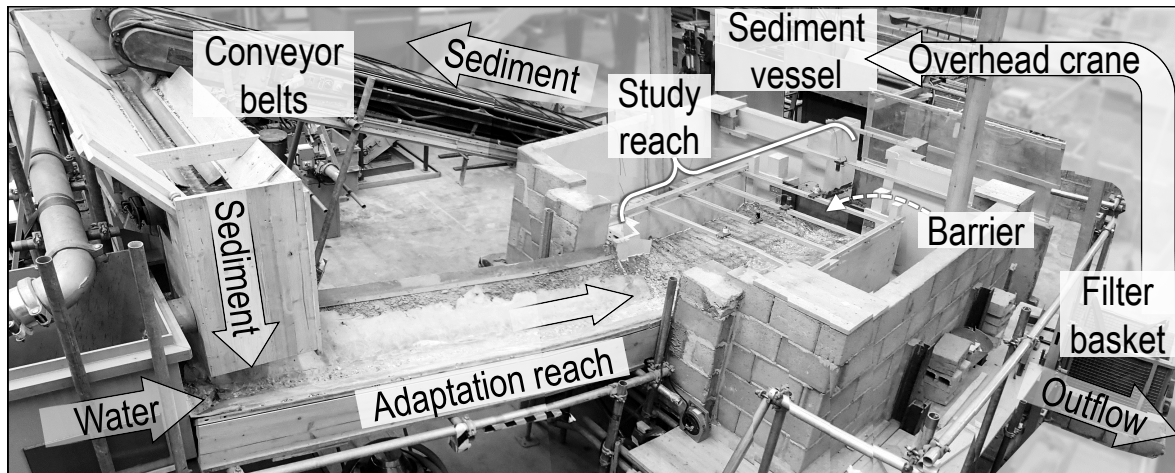 Conveyor
belts
Sediment
Sediment
vessel
Overhead crane
Study
reach
Sediment
Barrier
Filter
basket
Adaptation reach
Water
Outflow